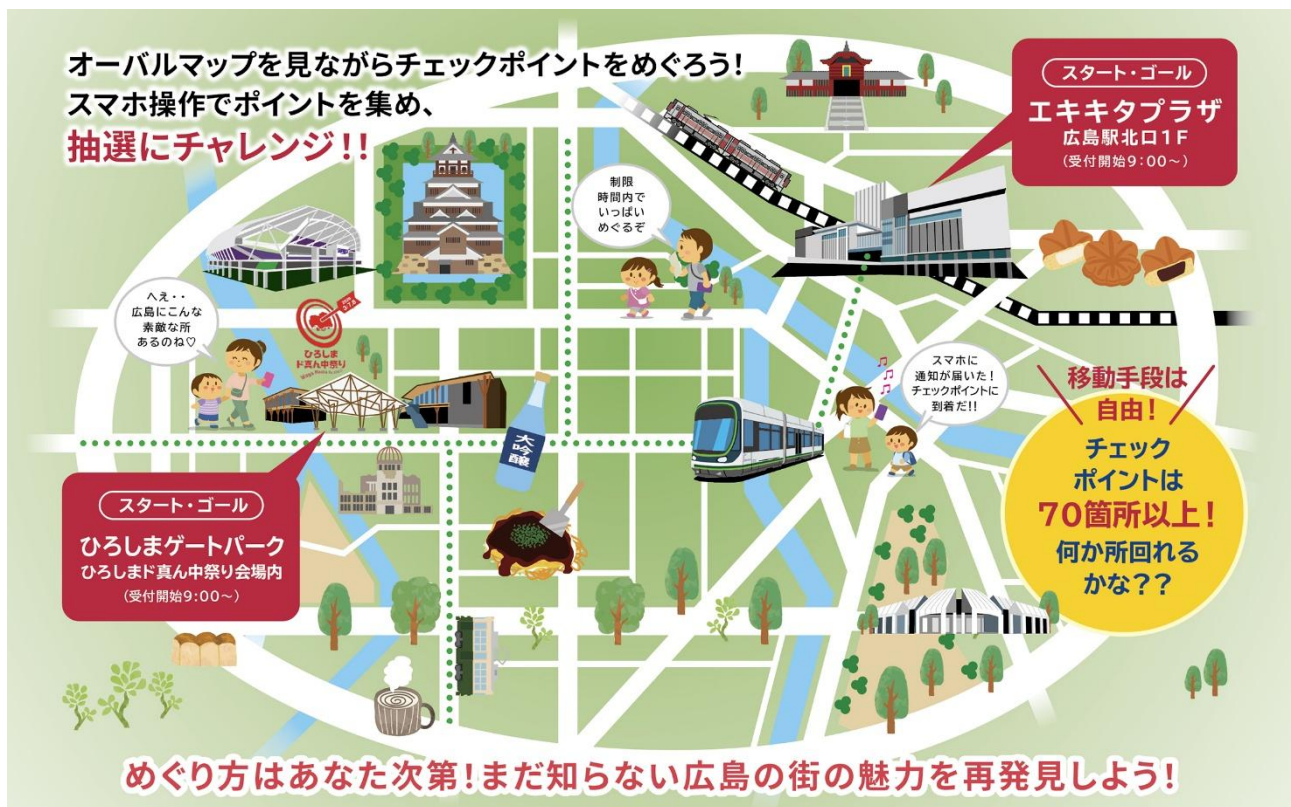 オーバルマップを見ながらチェックポイントをめぐろう!
スマホ操作でポイントを集め、
抽選にチャレンジ!!
スタート・ゴール
エキキタプラザ
広島駅北口1F
(受付開始9:00〜)
制限
時間内で
いっぱい
めぐるぞ
へえ・・
広島にこんな
素敵な所
あるのね♡
ひろしま
ド真ん中祭り
スマホに
通知が届いた!
チェックポイントに
到着だ!!
大吟醸
移動手段は
自由!
チェック
ポイントは
70箇所以上!
何か所回れる
かな??
スタート・ゴール
ひろしまゲートパーク
ひろしまド真ん中祭り会場内
(受付開始9:00〜)
めぐり方はあなた次第!まだ知らない広島の街の魅力を再発見しよう!